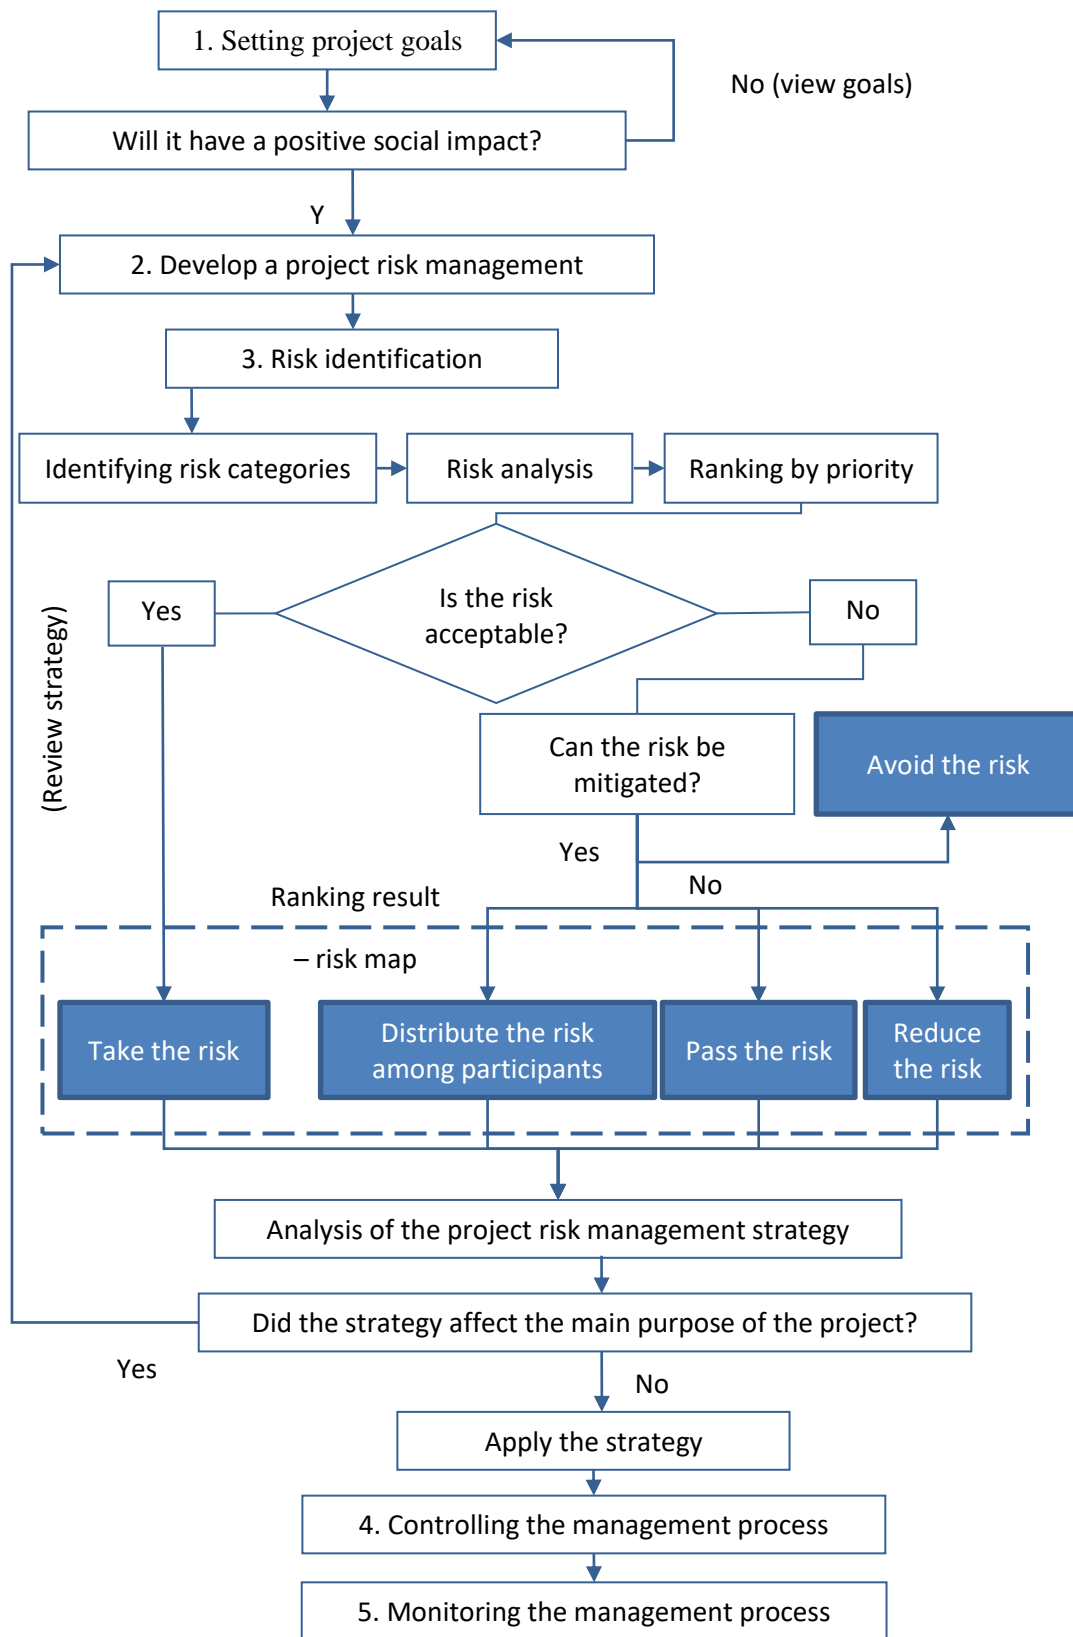 1. Setting project goals
No (view goals)
Will it have a positive social impact?
Y
2. Develop a project risk management
3. Risk identification
Identifying risk categories
Risk analysis
Ranking by priority
Is the risk
acceptable?
Yes
No
(Review strategy)
Can the risk be
mitigated?
Avoid the risk
Yes
No
Ranking result
– risk map
Take the risk
Distribute the risk
among participants
Pass the risk
Reduce
the risk
Analysis of the project risk management strategy
Did the strategy affect the main purpose of the project?
Yes
No
Apply the strategy
4. Controlling the management process
5. Monitoring the management process